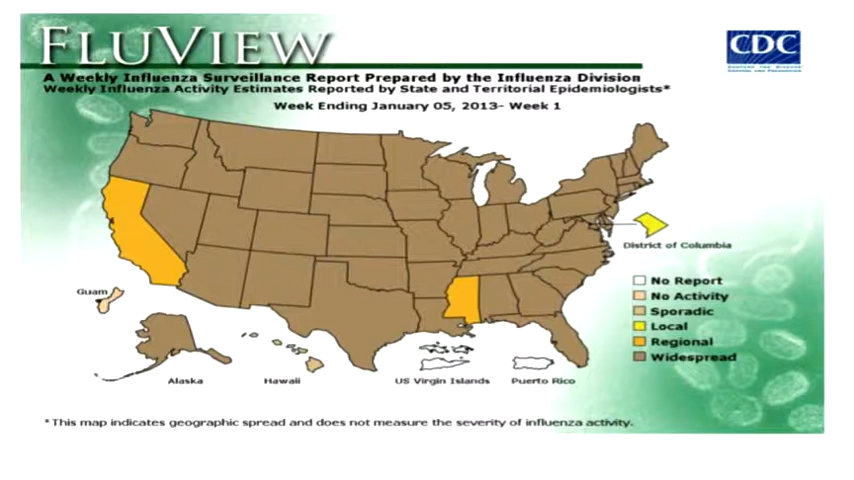 FLUVIEW
CDC
A Weekly Influenza Surveillance Report Prepared by the Influenza Division
Weekly Influenza Activity Estimates Reported by State and Territorial Epidemiologists*
Week Ending January 05, 2013- Week 1
District of Columbia
No Report
Guam
No Activity
Sporadic
Local
Regional
Widespread
Alaska
Hawaii
US Virgin Islands
Puerto Rico
*This map indicates geographic spread and does not measure the severity of influenza activity.